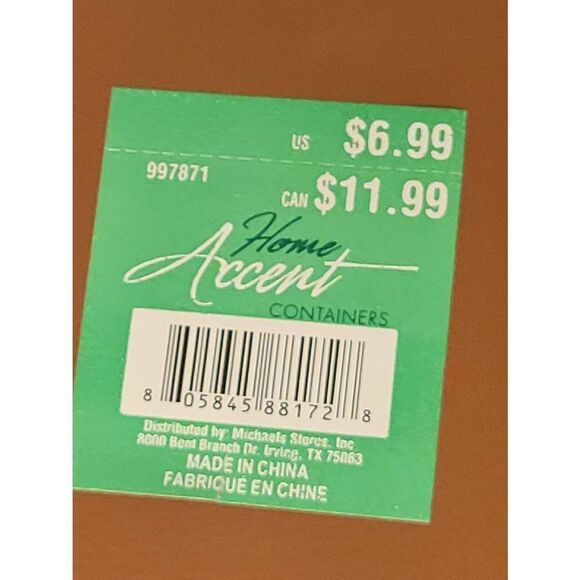 US $6.99
997871
CAN $11.99
Home
Accent
CONTAINERS
8 05845 88172 8
Distributed by: Michaels Stores, Inc
8000 Bent Branch Dr. Irving, TX 75063
MADE IN CHINA
FABRIQUÉ EN CHINE